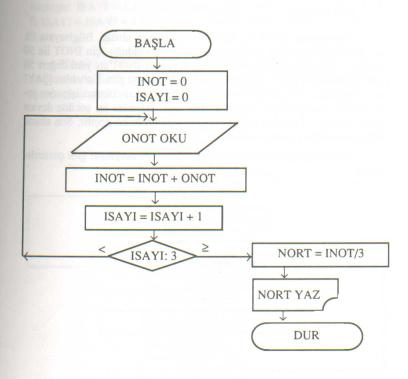 BAŞLA
INOT = 0
ISAYI = 0
ONOT OKU
INOT = INOT + ONOT
ISAYI = ISAYI + 1
< ISAYI: 3 ≥
NORT = INOT/3
NORT YAZ
DUR